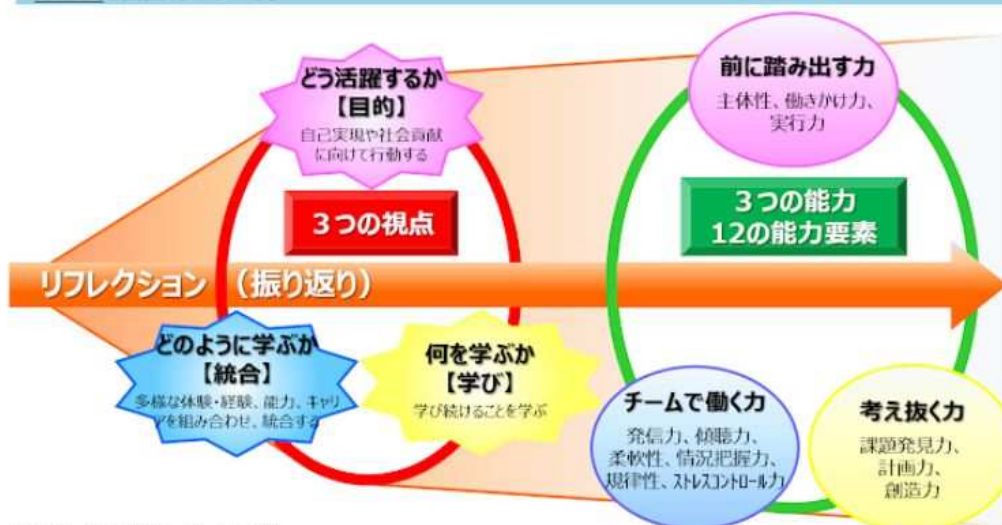 どう活躍するか
【目的】
自己実現や社会貢献
に向けて行動する
3つの視点
リフレクション (振り返り)
どのように学ぶか
【統合】
多様な体験・経験、能力、キャリ
アを組み合わせ、統合する
何を学ぶか
【学び】
学び続けることを学ぶ
前に踏み出す力
主体性、働きかけ力、
実行力
3つの能力
12の能力要素
チームで働く力
発信力、傾聴力、
柔軟性、情況把握力、
規律性、ストレスコントロール力
考え抜く力
課題発見力、
計画力、
創造力